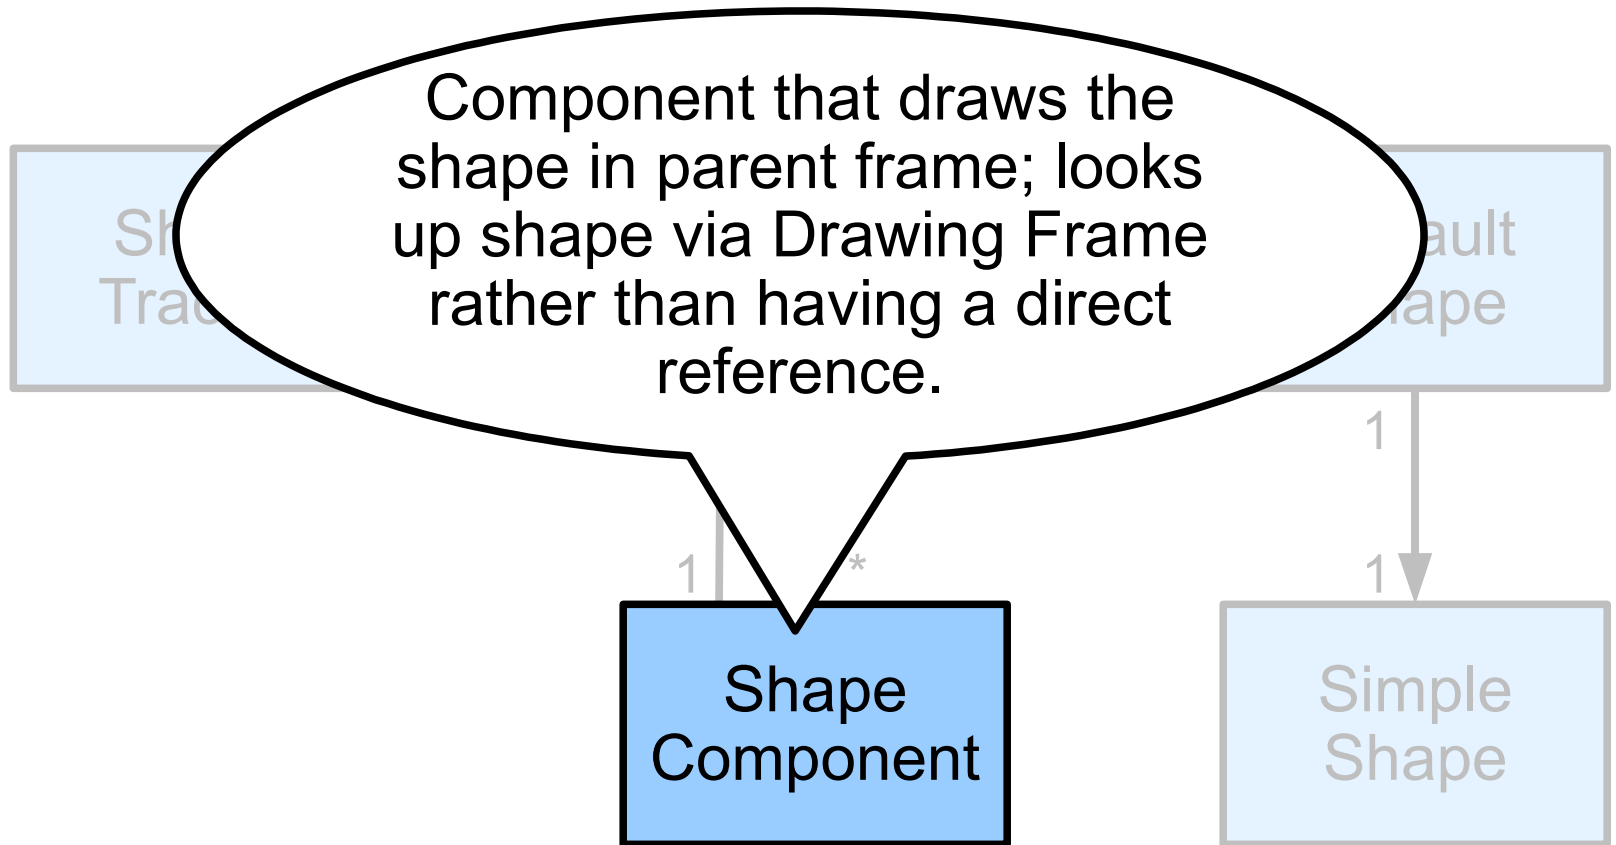 Component that draws the
shape in parent frame; looks
up shape via Drawing Frame
rather than having a direct
reference.
1
1
*
1
Shape
Component
Simple
Shape